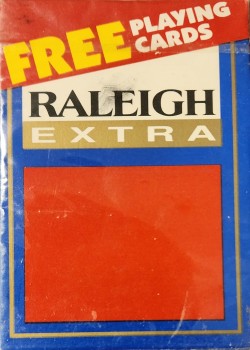 FREE PLAYING
CARDS
RALEIGH
EXTRA